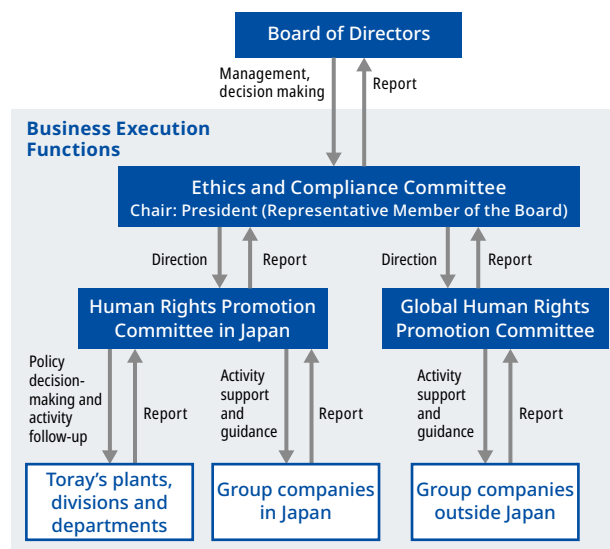 Board of Directors
Management,
decision making
Report
Business Execution
Functions
Ethics and Compliance Committee
Chair: President (Representative Member of the Board)
Direction
Report
Direction
Report
Human Rights Promotion
Committee in Japan
Global Human Rights
Promotion Committee
Policy
decision-
making and
activity
follow-up
Report
Activity
support
and
guidance
Report
Activity
support
and
guidance
Report
Toray's plants,
divisions and
departments
Group companies
in Japan
Group companies
outside Japan